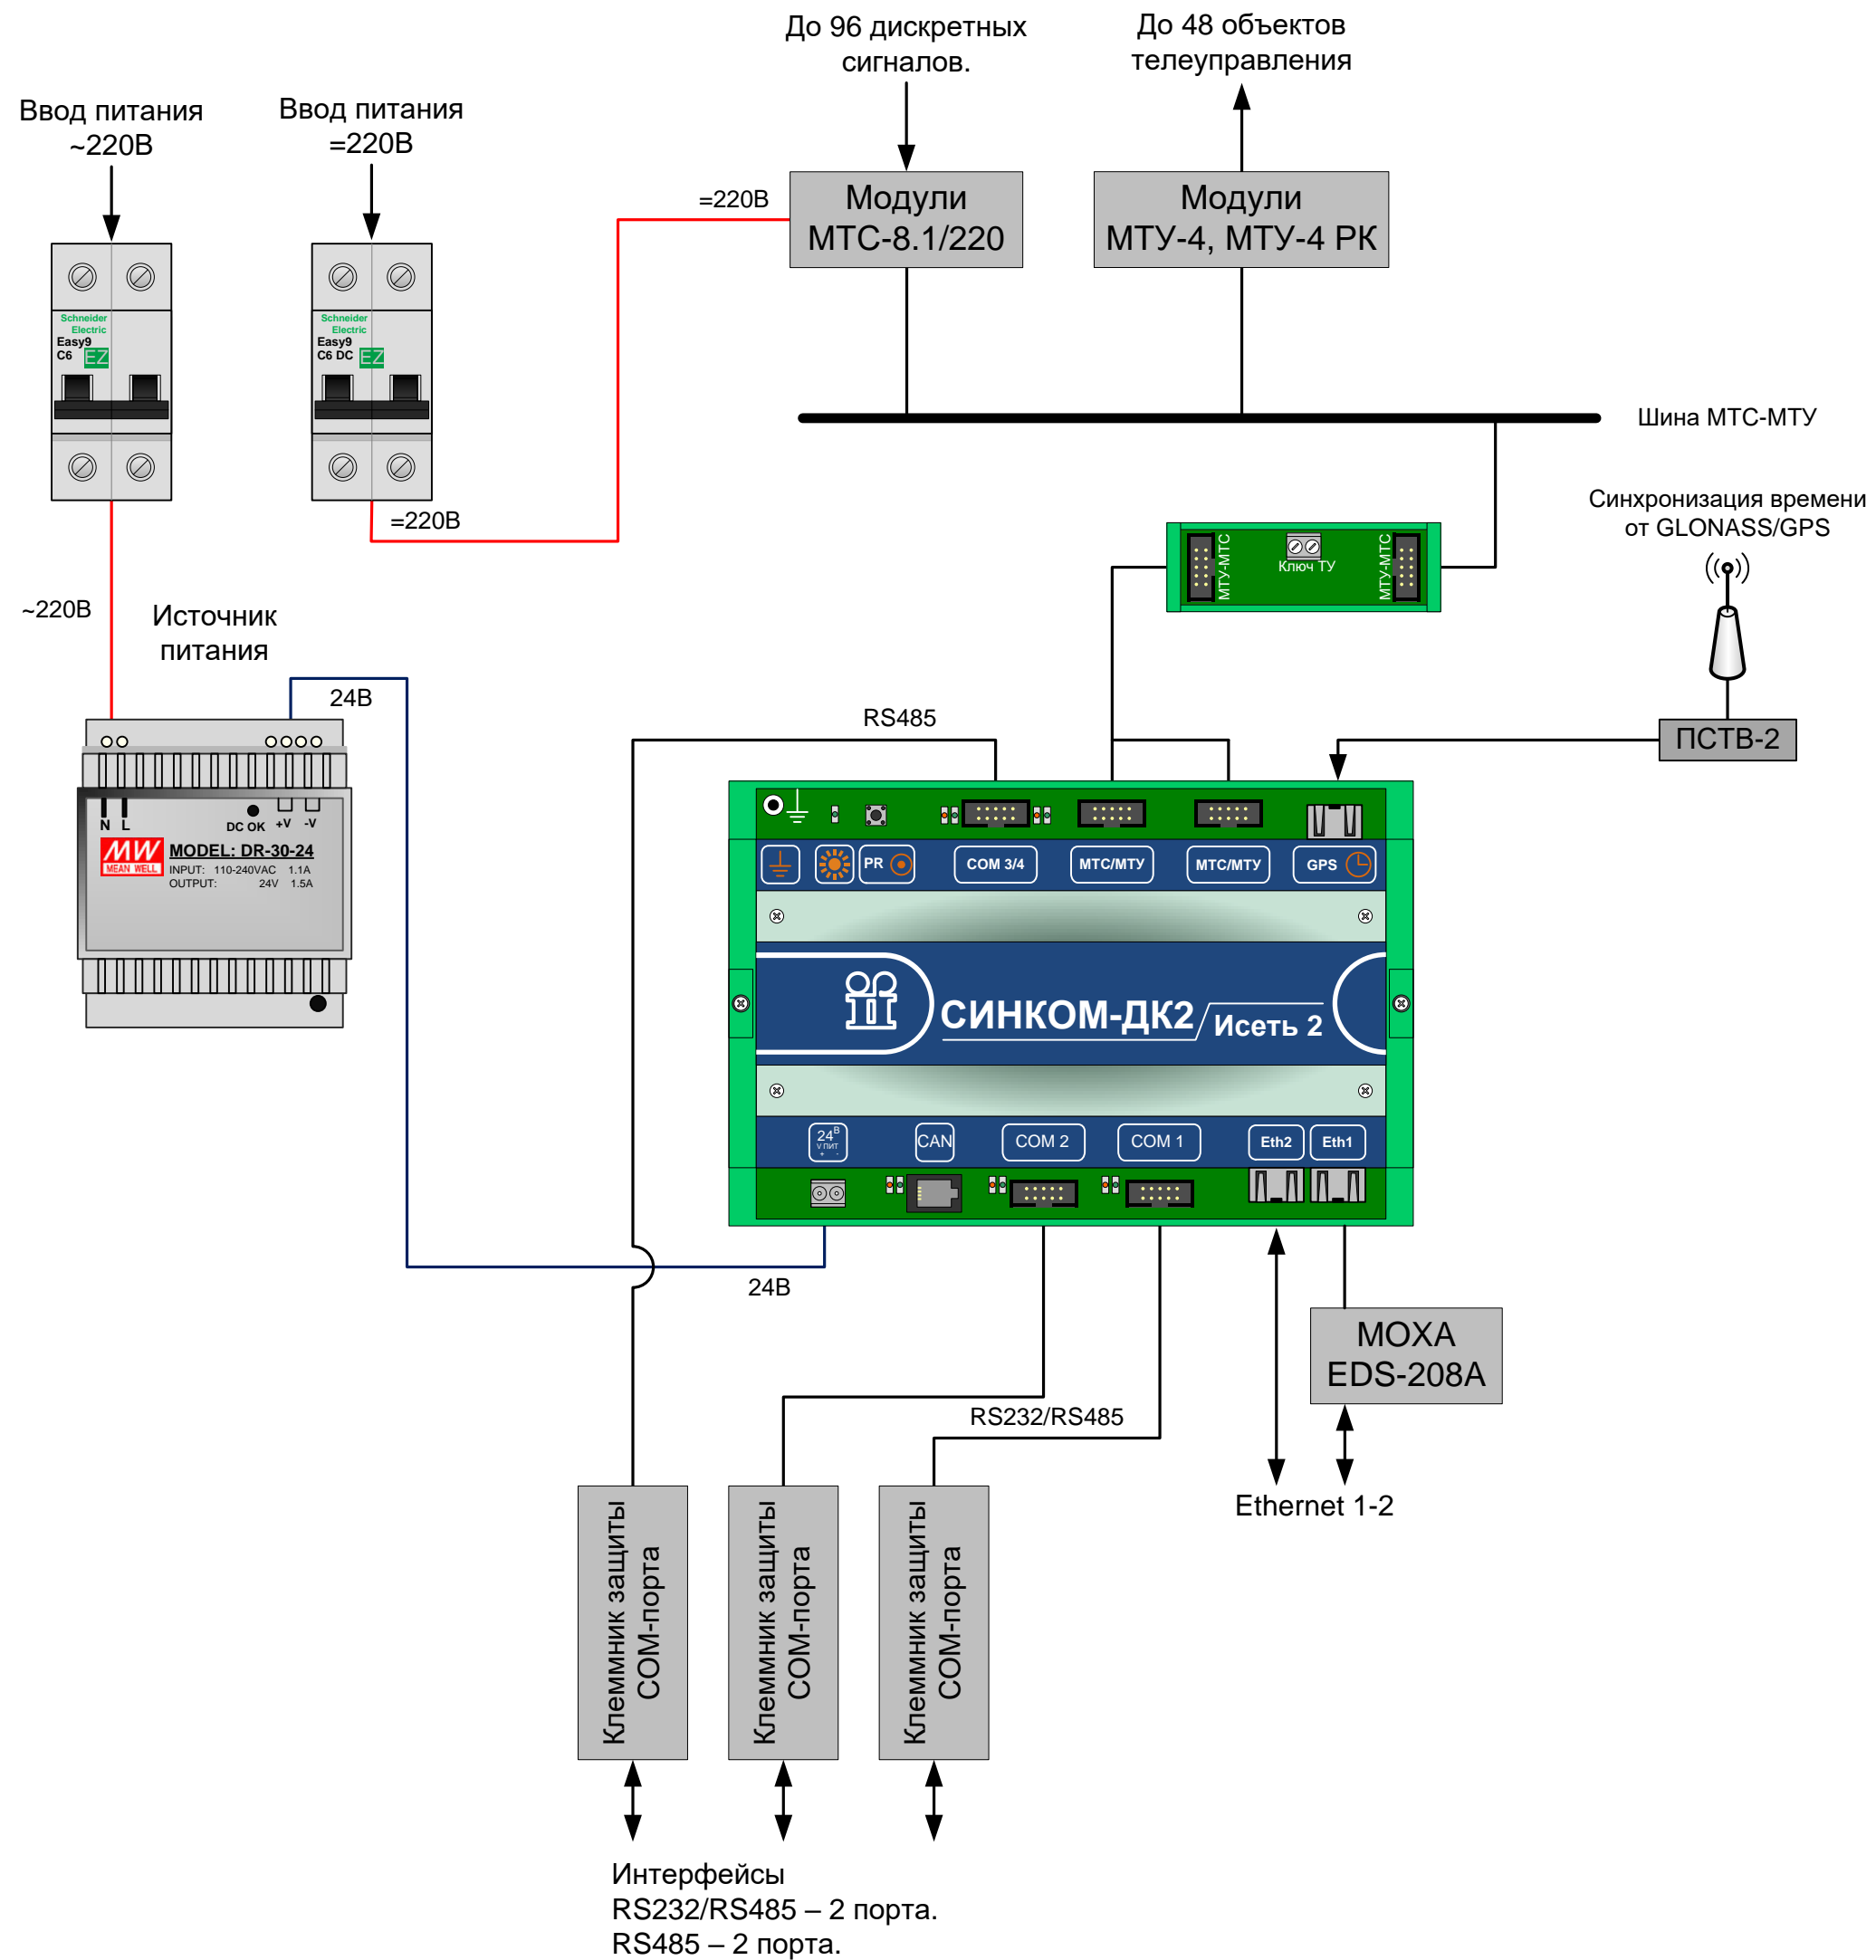 До 96 дискретных
сигналов.
До 48 объектов
телеуправления
Ввод питания
~220В
Ввод питания
=220В
=220В
Модули
МТС-8.1/220
Модули
МТУ-4, МТУ-4 РК
Schneider
Electric
Easy9
C6 EZ
Schneider
Electric
Easy9
C6 DC EZ
Шина МТС-МТУ
=220В
Синхронизация времени
от GLONASS/GPS
МТУ-МТС
Ключ ТУ
МТУ-МТС
~220В
Источник
питания
24В
RS485
ПСТВ-2
N L
DC OK +V -V
MW
MEAN WELL
MODEL: DR-30-24
INPUT: 110-240VAC 1.1A
OUTPUT: 24V 1.5A
PR
COM 3/4
МТС/МТУ
МТС/МТУ
GPS
СИНКОМ-ДК2
Исеть 2
24В
V ПИТ
+ -
CAN
COM 2
COM 1
Eth2
Eth1
24В
MOXA
EDS-208A
RS232/RS485
Ethernet 1-2
Клеммник защиты
COM-порта
Клеммник защиты
COM-порта
Клеммник защиты
COM-порта
Интерфейсы
RS232/RS485 – 2 порта.
RS485 – 2 порта.